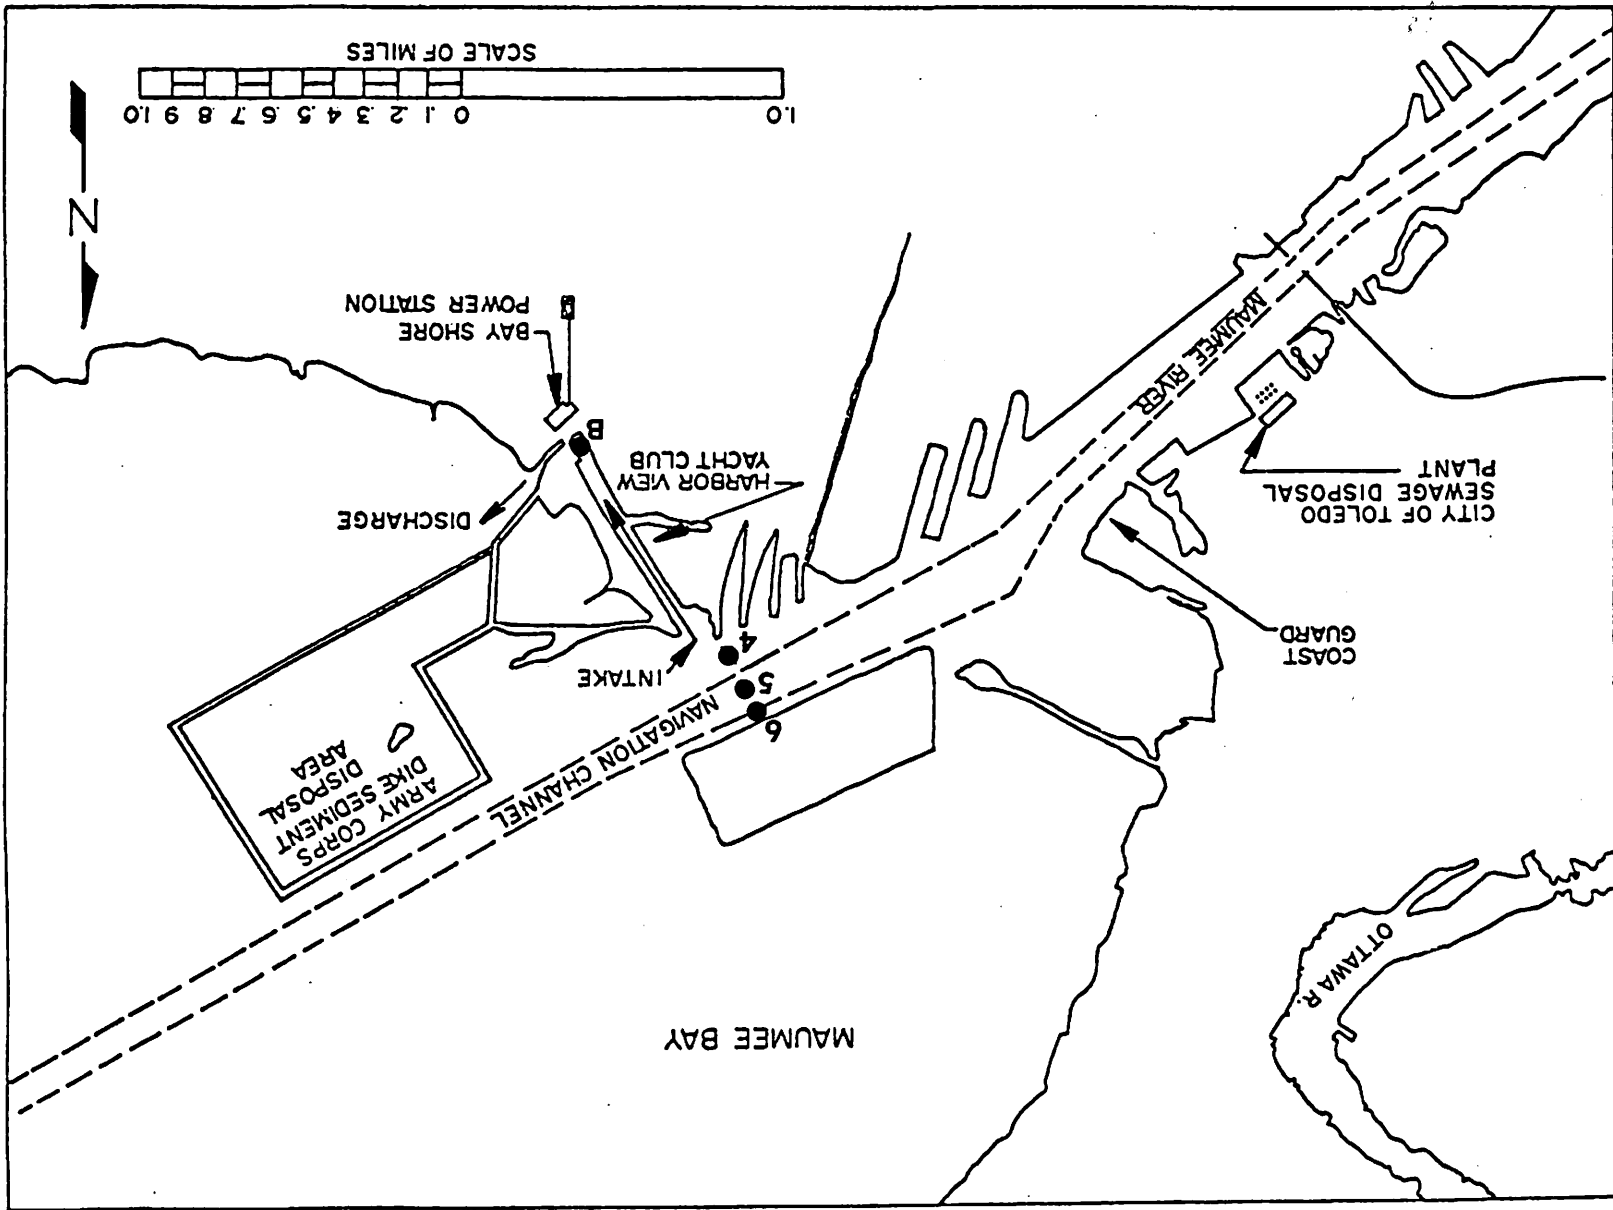 OTTAWA R.
MAUMEE BAY
ARMY CORPS
DIKE SEDIMENT
DISPOSAL
AREA
NAVIGATION CHANNEL
6
5
4
INTAKE
COAST
GUARD
DISCHARGE
CITY OF TOLEDO
SEWAGE DISPOSAL
PLANT
HARBOR VIEW
YACHT CLUB
B
MAUMEE RIVER
BAY SHORE
POWER STATION
N
1.0 0 .1 .2 .3 .4 .5 .6 .7 .8 .9 1.0
SCALE OF MILES